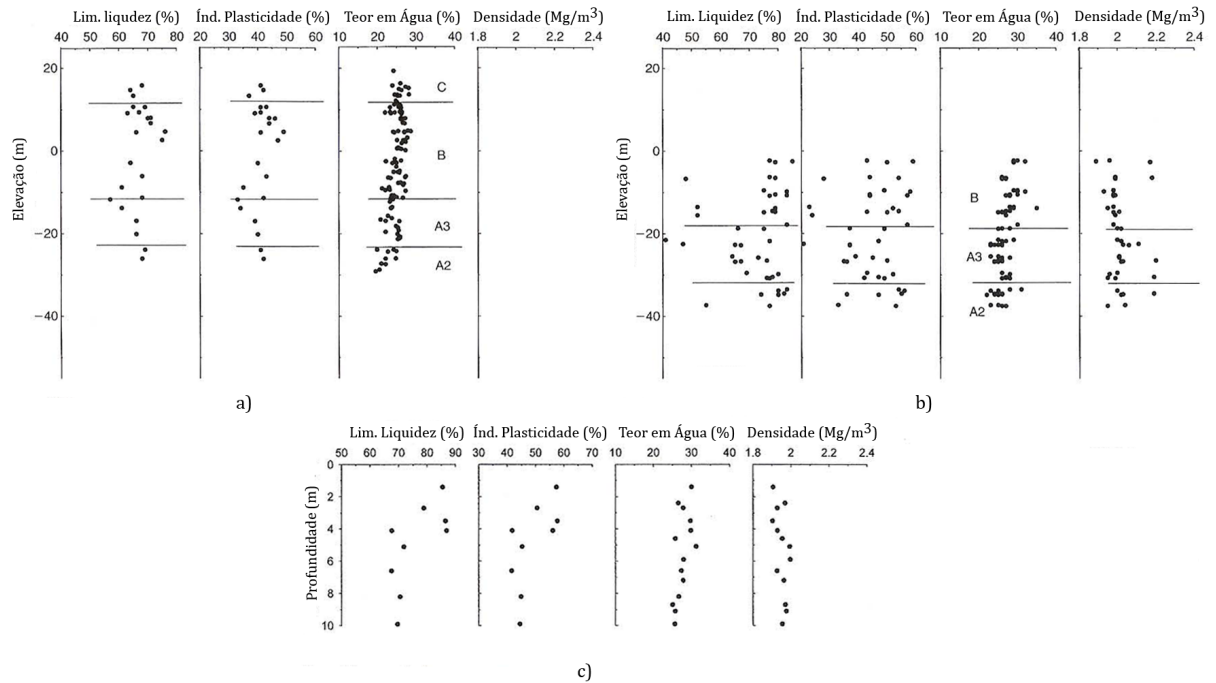 Lim. liquidez (%) Índ. Plasticidade (%) Teor em Água (%) Densidade (Mg/m³)
40 50 60 70 80 20 30 40 50 60 10 20 30 40 1.8 2 2.2 2.4
20
0
−20
−40
Elevação (m)
C
B
A3
A2
a)
Lim. Liquidez (%) Índ. Plasticidade (%) Teor em Água (%) Densidade (Mg/m³)
40 50 60 70 80 20 30 40 50 60 10 20 30 40 1.8 2 2.2 2.4
20
0
−20
−40
Elevação (m)
B
A3
A2
b)
Lim. Liquidez (%) Índ. Plasticidade (%) Teor em Água (%) Densidade (Mg/m³)
50 60 70 80 90 30 40 50 60 70 10 20 30 40 1.8 2 2.2 2.4
0
2
4
6
8
10
Profundidade (m)
c)